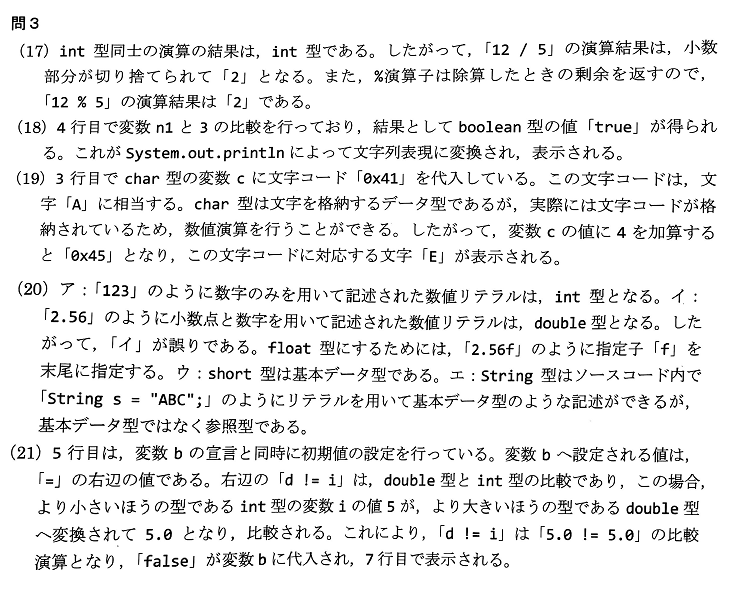 問３
(17) int 型同士の演算の結果は，int 型である。したがって，「12 / 5」の演算結果は，小数
部分が切り捨てられて「2」となる。また，%演算子は除算したときの剰余を返すので，
「12 % 5」の演算結果は「2」である。
(18) 4 行目で変数 n1 と 3 の比較を行っており，結果として boolean 型の値「true」が得られ
る。これが System.out.println によって文字列表現に変換され，表示される。
(19) 3 行目で char 型の変数 c に文字コード「0x41」を代入している。この文字コードは，文
字「A」に相当する。char 型は文字を格納するデータ型であるが，実際には文字コードが格
納されているため，数値演算を行うことができる。したがって，変数 c の値に 4 を加算する
と「0x45」となり，この文字コードに対応する文字「E」が表示される。
(20) ア：「123」のように数字のみを用いて記述された数値リテラルは，int 型となる。イ：
「2.56」のように小数点と数字を用いて記述された数値リテラルは，double 型となる。した
がって，「イ」が誤りである。float 型にするためには，「2.56f」のように指定子「f」を
末尾に指定する。ウ：short 型は基本データ型である。エ：String 型はソースコード内で
「String s = "ABC";」のようにリテラルを用いて基本データ型のような記述ができるが，
基本データ型ではなく参照型である。
(21) 5 行目は，変数 b の宣言と同時に初期値の設定を行っている。変数 b へ設定される値は，
「=」の右辺の値である。右辺の「d != i」は，double 型と int 型の比較であり，この場合，
より小さいほうの型である int 型の変数 i の値 5 が，より大きいほうの型である double 型
へ変換されて 5.0 となり，比較される。これにより，「d != i」は「5.0 != 5.0」の比較
演算となり，「false」が変数 b に代入され，7 行目で表示される。